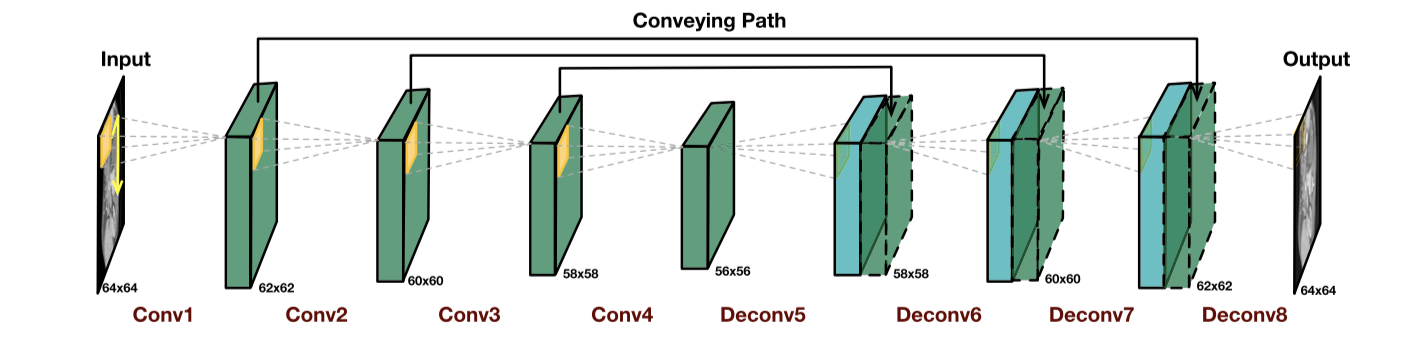 Conveying Path
Input
Output
64x64
62x62
60x60
58x58
56x56
58x58
60x60
62x62
64x64
Conv1
Conv2
Conv3
Conv4
Deconv5
Deconv6
Deconv7
Deconv8